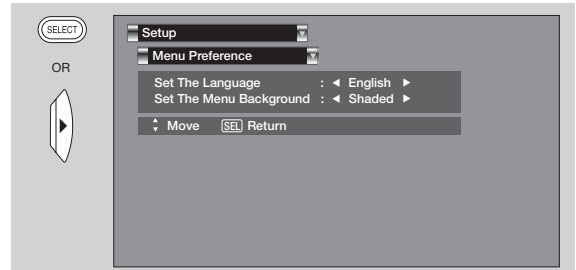 SELECT
OR
Setup
Menu Preference
Set The Language : ◄ English ►
Set The Menu Background : ◄ Shaded ►
Move SEL Return